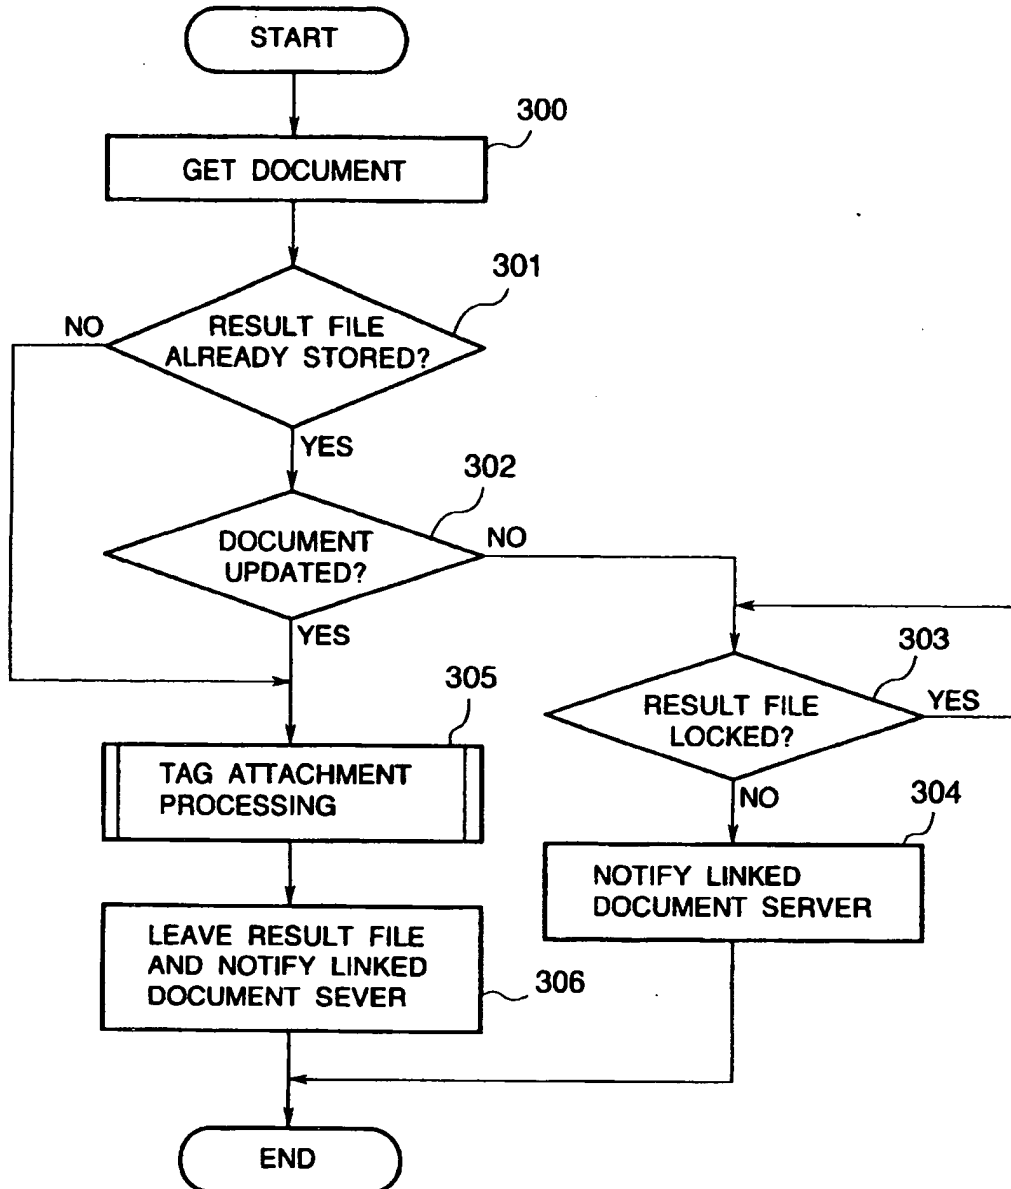 START
300
GET DOCUMENT
301
NO
RESULT FILE
ALREADY STORED?
YES
302
DOCUMENT
UPDATED?
NO
YES
303
RESULT FILE
LOCKED?
YES
NO
305
TAG ATTACHMENT
PROCESSING
304
NOTIFY LINKED
DOCUMENT SERVER
LEAVE RESULT FILE
AND NOTIFY LINKED
DOCUMENT SEVER
306
END